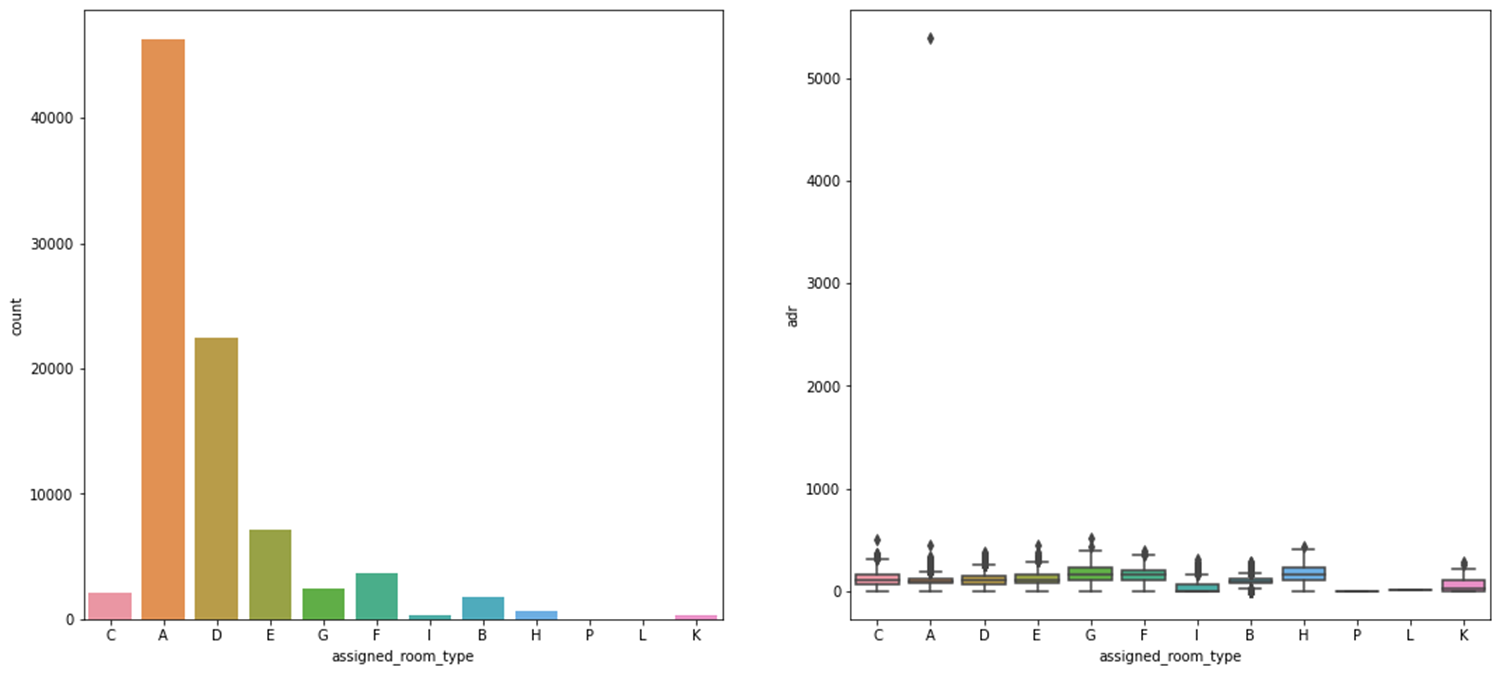 40000
30000
20000
10000
0
count
C A D E G F I B H P L K
assigned_room_type
5000
4000
3000
2000
1000
0
adr
C A D E G F I B H P L K
assigned_room_type